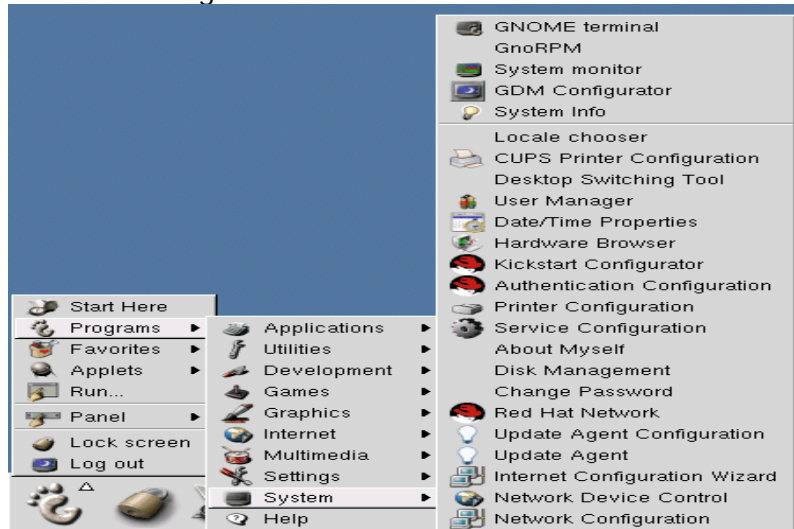 Start Here
Programs
Favorites
Applets
Run...
Panel
Lock screen
Log out
Applications
Utilities
Development
Games
Graphics
Internet
Multimedia
Settings
System
Help
GNOME terminal
GnoRPM
System monitor
GDM Configurator
System Info
Locale chooser
CUPS Printer Configuration
Desktop Switching Tool
User Manager
Date/Time Properties
Hardware Browser
Kickstart Configurator
Authentication Configuration
Printer Configuration
Service Configuration
About Myself
Disk Management
Change Password
Red Hat Network
Update Agent Configuration
Update Agent
Internet Configuration Wizard
Network Device Control
Network Configuration